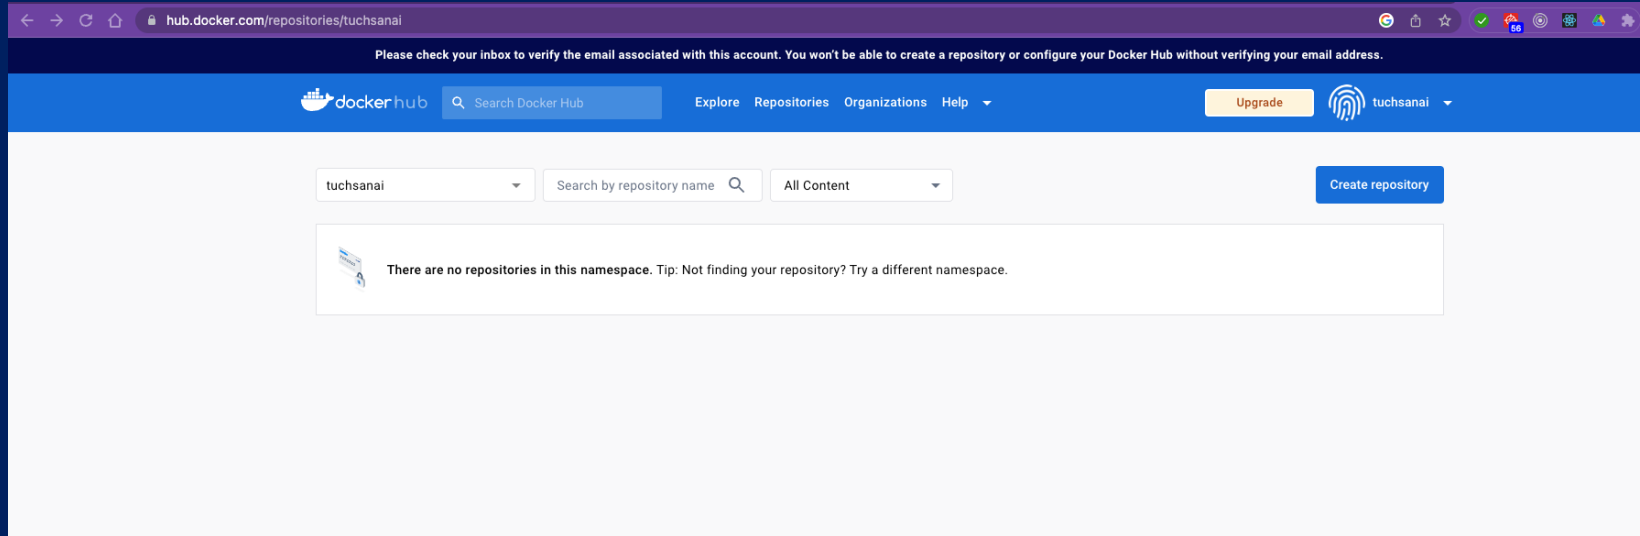 hub.docker.com/repositories/tuchsanai
56
Please check your inbox to verify the email associated with this account. You won't be able to create a repository or configure your Docker Hub without verifying your email address.
dockerhub Search Docker Hub Explore Repositories Organizations Help Upgrade tuchsanai
tuchsanai Search by repository name All Content Create repository
There are no repositories in this namespace. Tip: Not finding your repository? Try a different namespace.